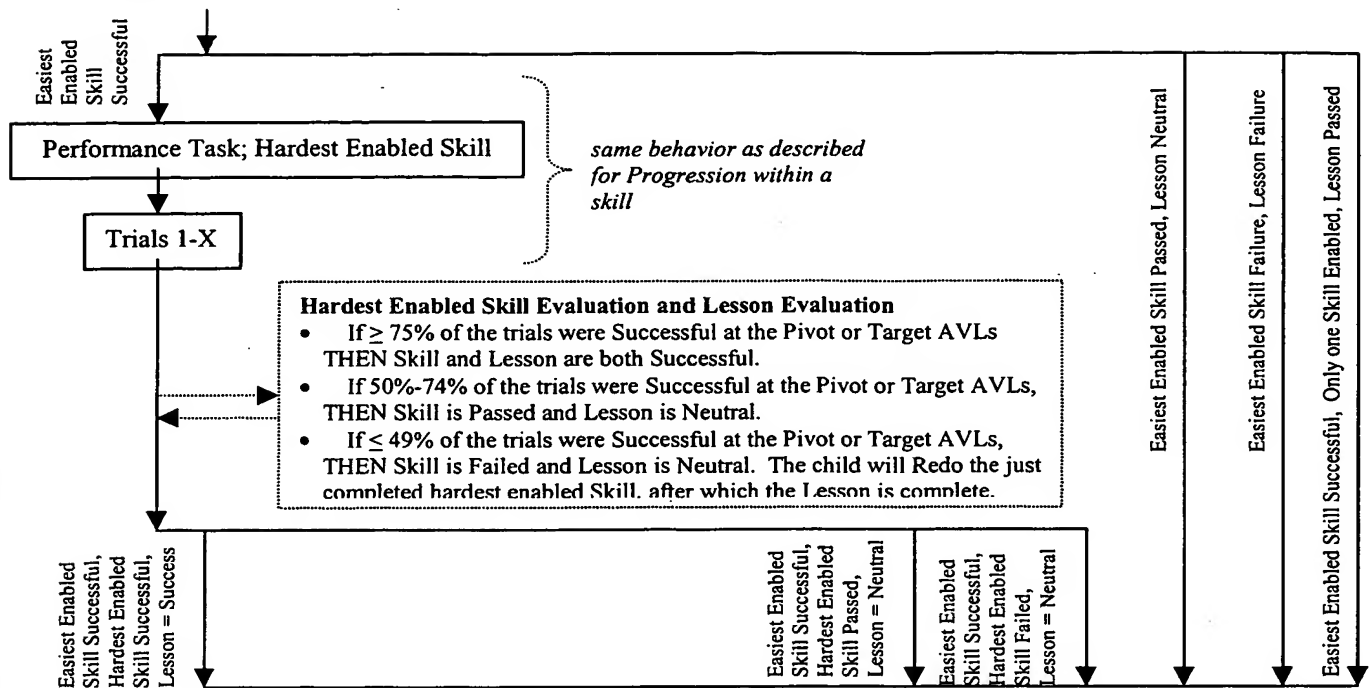 Easiest
Enabled
Skill
Successful
Performance Task; Hardest Enabled Skill
same behavior as described
for Progression within a
skill
Trials 1-X
Hardest Enabled Skill Evaluation and Lesson Evaluation
• If ≥ 75% of the trials were Successful at the Pivot or Target AVLs
THEN Skill and Lesson are both Successful.
• If 50%-74% of the trials were Successful at the Pivot or Target AVLs,
THEN Skill is Passed and Lesson is Neutral.
• If ≤ 49% of the trials were Successful at the Pivot or Target AVLs,
THEN Skill is Failed and Lesson is Neutral. The child will Redo the just
completed hardest enabled Skill, after which the Lesson is complete.
Easiest Enabled Skill Passed, Lesson Neutral
Easiest Enabled Skill Failure, Lesson Failure
Easiest Enabled Skill Successful, Only one Skill Enabled, Lesson Passed
Easiest Enabled
Skill Successful,
Hardest Enabled
Skill Successful,
Lesson = Success
Easiest Enabled
Skill Successful,
Hardest Enabled
Skill Passed,
Lesson = Neutral
Easiest Enabled
Skill Successful,
Hardest Enabled
Skill Failed,
Lesson = Neutral